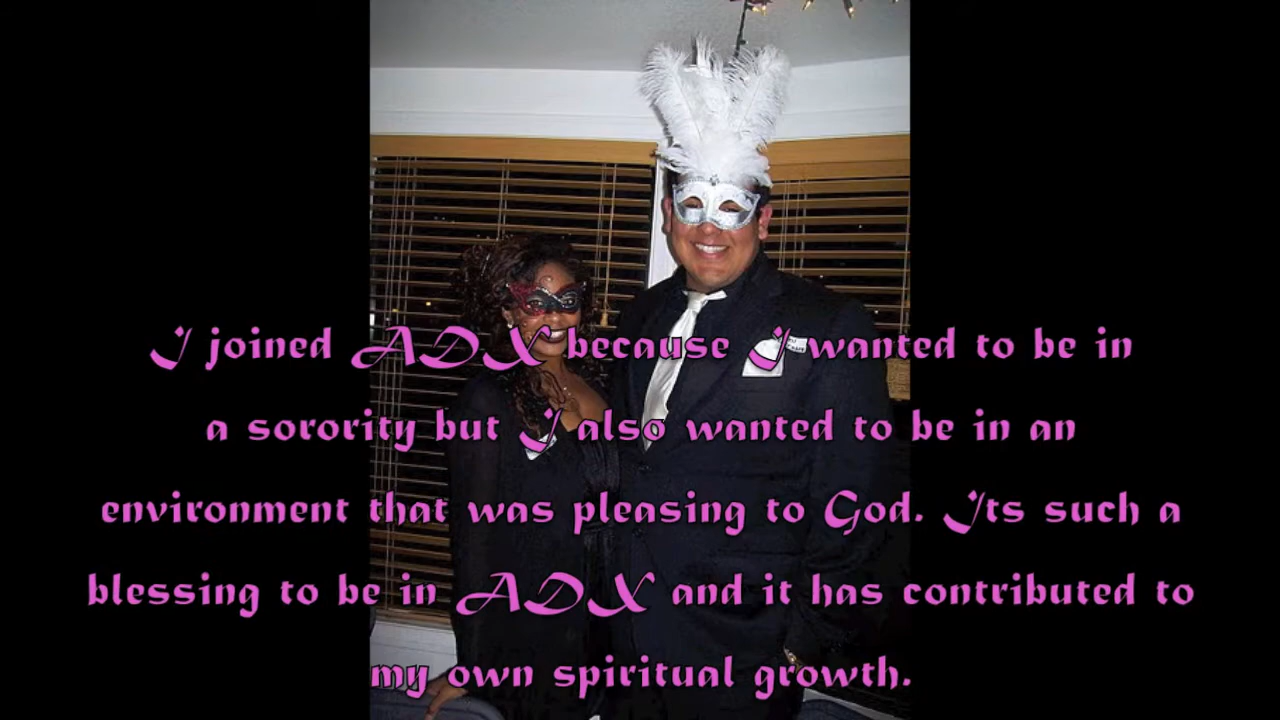 I joined ADX because I wanted to be in
a sorority but I also wanted to be in an
environment that was pleasing to God. Its such a
blessing to be in ADX and it has contributed to
my own spiritual growth.